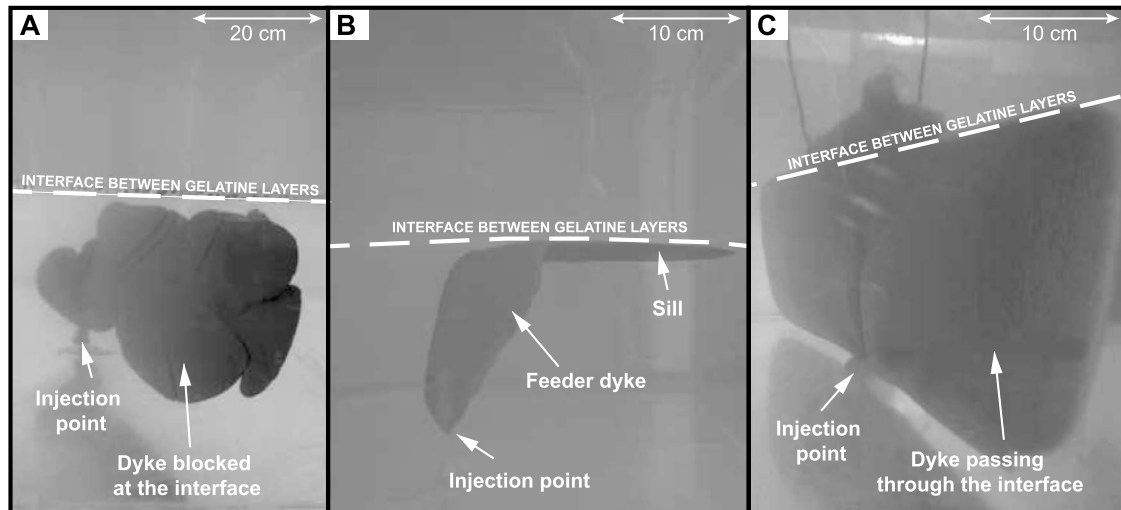 A
20 cm
INTERFACE BETWEEN GELATINE LAYERS
Injection
point
Dyke blocked
at the interface
B
10 cm
INTERFACE BETWEEN GELATINE LAYERS
Sill
Feeder dyke
Injection point
C
10 cm
INTERFACE BETWEEN GELATINE LAYERS
Injection
point
Dyke passing
through the interface